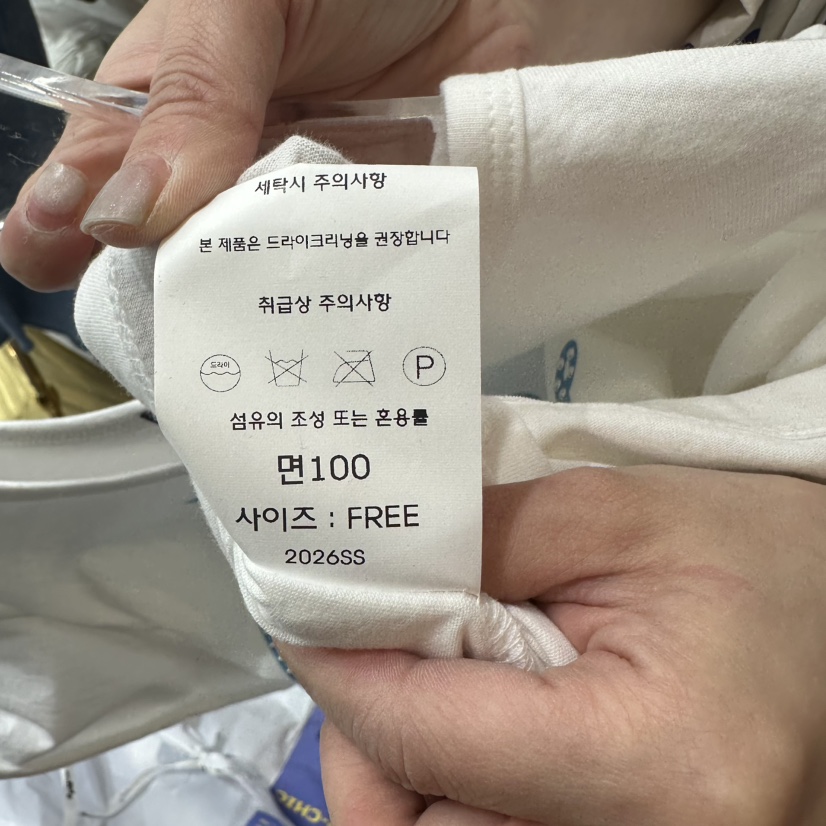 세탁시 주의사항
본 제품은 드라이크리닝을 권장합니다
취급상 주의사항
드라이
P
섬유의 조성 또는 혼용률
면100
사이즈 : FREE
2026SS